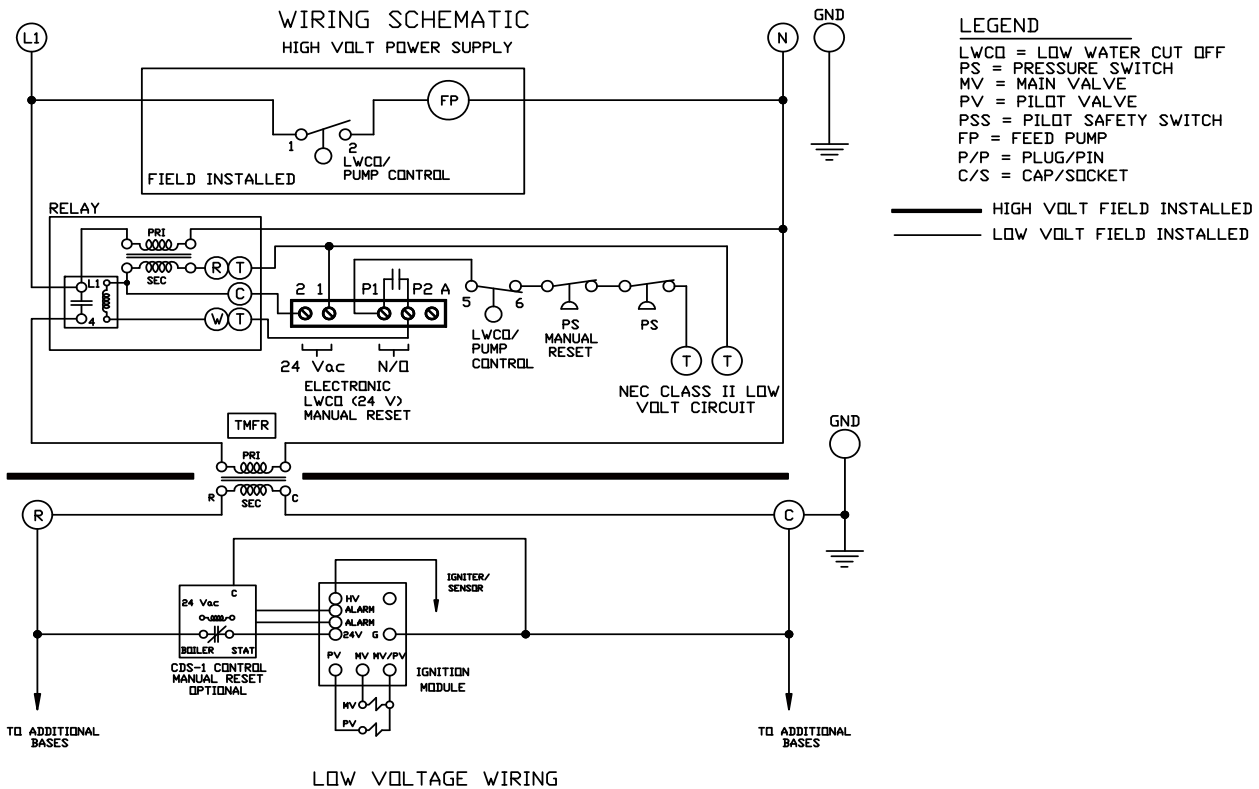 WIRING SCHEMATIC
HIGH VOLT POWER SUPPLY
L1
N
GND
LEGEND
LWCO = LOW WATER CUT OFF
PS = PRESSURE SWITCH
MV = MAIN VALVE
PV = PILOT VALVE
PSS = PILOT SAFETY SWITCH
FP = FEED PUMP
P/P = PLUG/PIN
C/S = CAP/SOCKET
HIGH VOLT FIELD INSTALLED
LOW VOLT FIELD INSTALLED
FP
1
2
LWCO/
PUMP CONTROL
FIELD INSTALLED
RELAY
PRI
SEC
R T
C
W T
L1
4
2 1 P1 P2 A
5
6
LWCO/
PUMP
CONTROL
PS
MANUAL
RESET
PS
T T
NEC CLASS II LOW
VOLT CIRCUIT
24 Vac N/O
ELECTRONIC
LWCO (24 V)
MANUAL RESET
TMFR
PRI
SEC
R
C
GND
R
C
C
24 Vac
BOILER STAT
CDS-1 CONTROL
MANUAL RESET
OPTIONAL
HV
ALARM
ALARM
24V G
PV MV MV/PV
IGNITER/
SENSOR
IGNITION
MODULE
MV
PV
TO ADDITIONAL
BASES
TO ADDITIONAL
BASES
LOW VOLTAGE WIRING